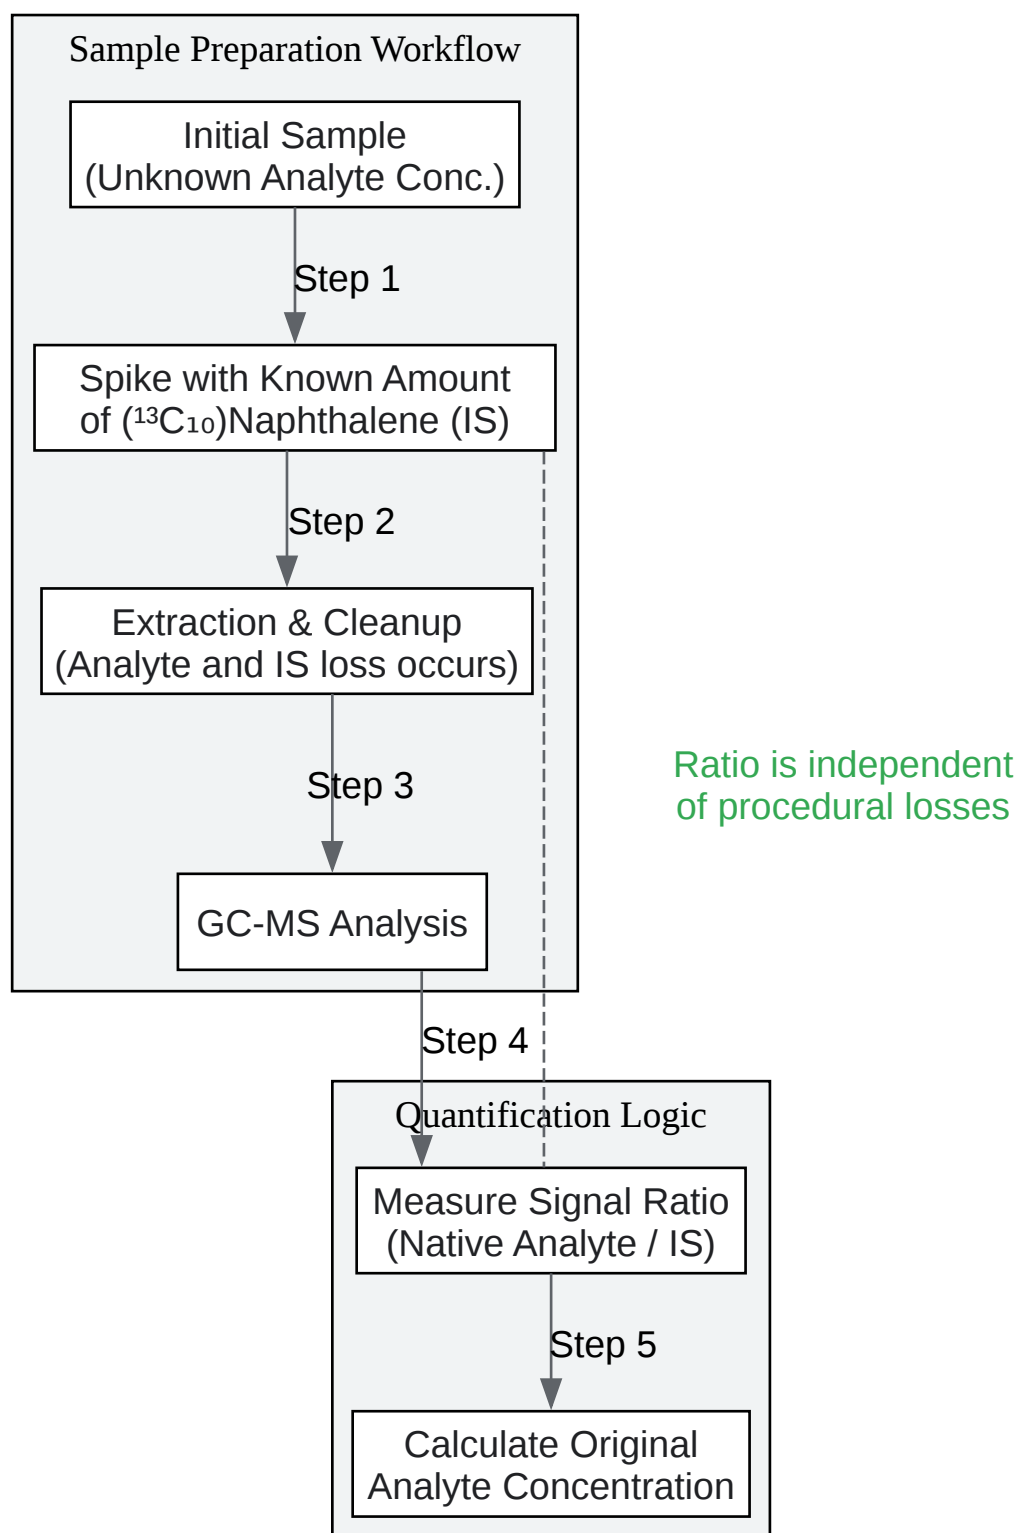 Sample Preparation Workflow
Initial Sample
(Unknown Analyte Conc.)
Step 1
Spike with Known Amount
of (¹³C₁₀)Naphthalene (IS)
Step 2
Extraction & Cleanup
(Analyte and IS loss occurs)
Step 3
Ratio is independent
of procedural losses
GC-MS Analysis
Step 4
Quantification Logic
Measure Signal Ratio
(Native Analyte / IS)
Step 5
Calculate Original
Analyte Concentration